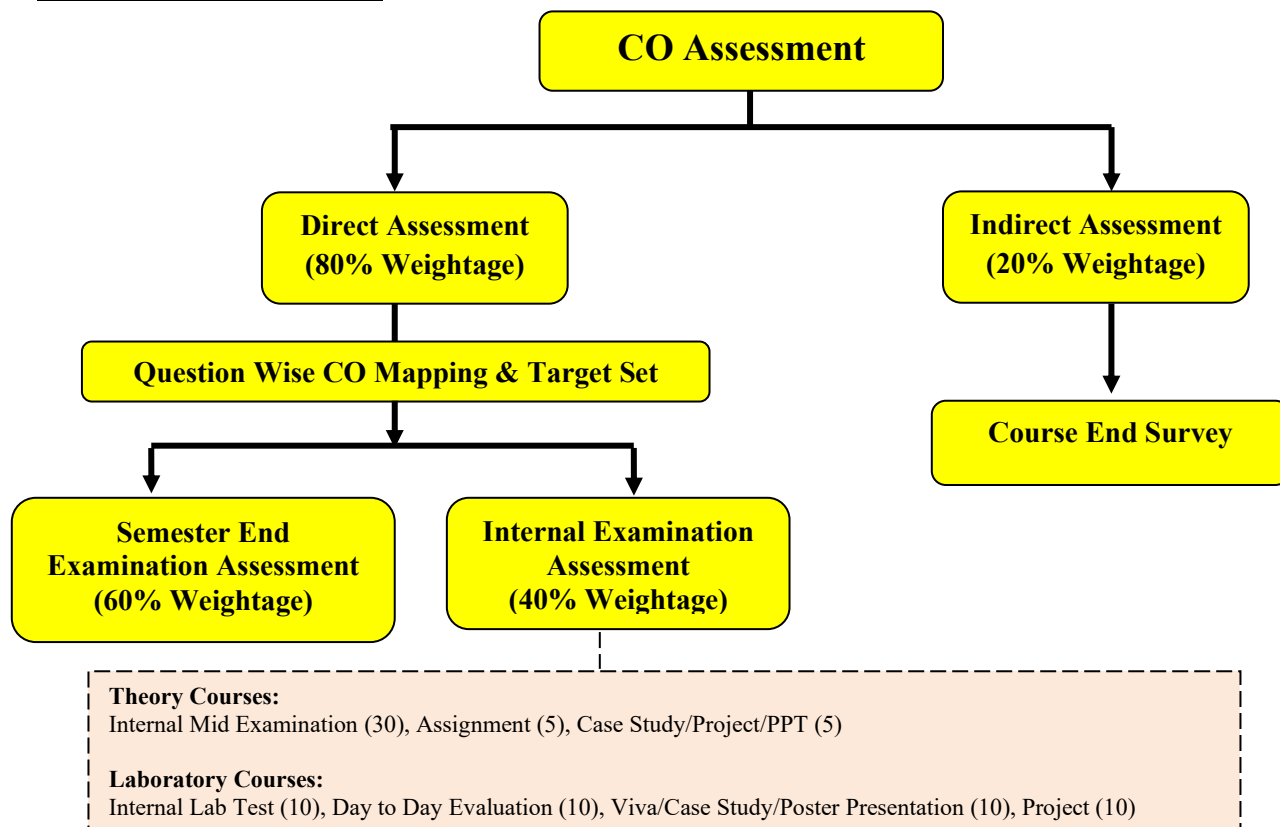 CO Assessment
Direct Assessment
(80% Weightage)
Indirect Assessment
(20% Weightage)
Question Wise CO Mapping & Target Set
Course End Survey
Semester End
Examination Assessment
(60% Weightage)
Internal Examination
Assessment
(40% Weightage)
Theory Courses:
Internal Mid Examination (30), Assignment (5), Case Study/Project/PPT (5)
Laboratory Courses:
Internal Lab Test (10), Day to Day Evaluation (10), Viva/Case Study/Poster Presentation (10), Project (10)